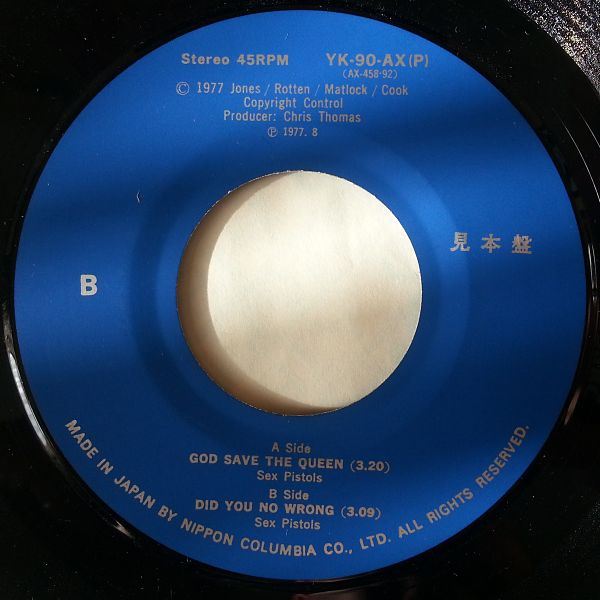 Stereo 45RPM YK-90-AX(P)
(AX-458·92)
© 1977 Jones / Rotten / Matlock / Cook
Copyright Control
Producer: Chris Thomas
℗ 1977. 8
見本盤
B
A Side
GOD SAVE THE QUEEN (3.20)
Sex Pistols
B Side
DID YOU NO WRONG (3.09)
Sex Pistols
MADE IN JAPAN BY NIPPON COLUMBIA CO., LTD. ALL RIGHTS RESERVED.